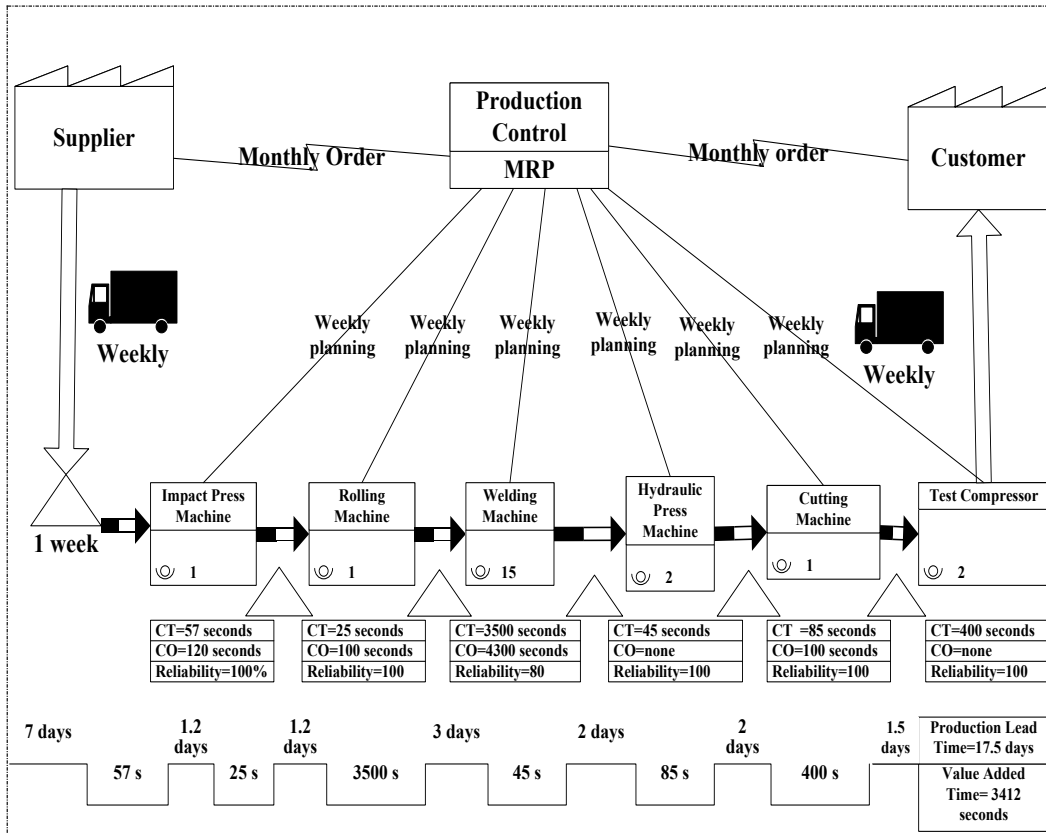 Supplier
Production
Control
MRP
Customer
Monthly Order
Monthly order
Weekly
Weekly
Weekly
planning
Weekly
planning
Weekly
planning
Weekly
planning
Weekly
planning
Weekly
planning
1 week
Impact Press
Machine
1
Rolling
Machine
1
Welding
Machine
15
Hydraulic
Press
Machine
2
Cutting
Machine
1
Test Compressor
2
CT=57 seconds
CO=120 seconds
Reliability=100%
CT=25 seconds
CO=100 seconds
Reliability=100
CT=3500 seconds
CO=4300 seconds
Reliability=80
CT=45 seconds
CO=none
Reliability=100
CT =85 seconds
CO=100 seconds
Reliability=100
CT=400 seconds
CO=none
Reliability=100
7 days
57 s
1.2
days
25 s
1.2
days
3500 s
3 days
45 s
2 days
85 s
2
days
400 s
1.5
days
Production Lead
Time=17.5 days
Value Added
Time= 3412
seconds